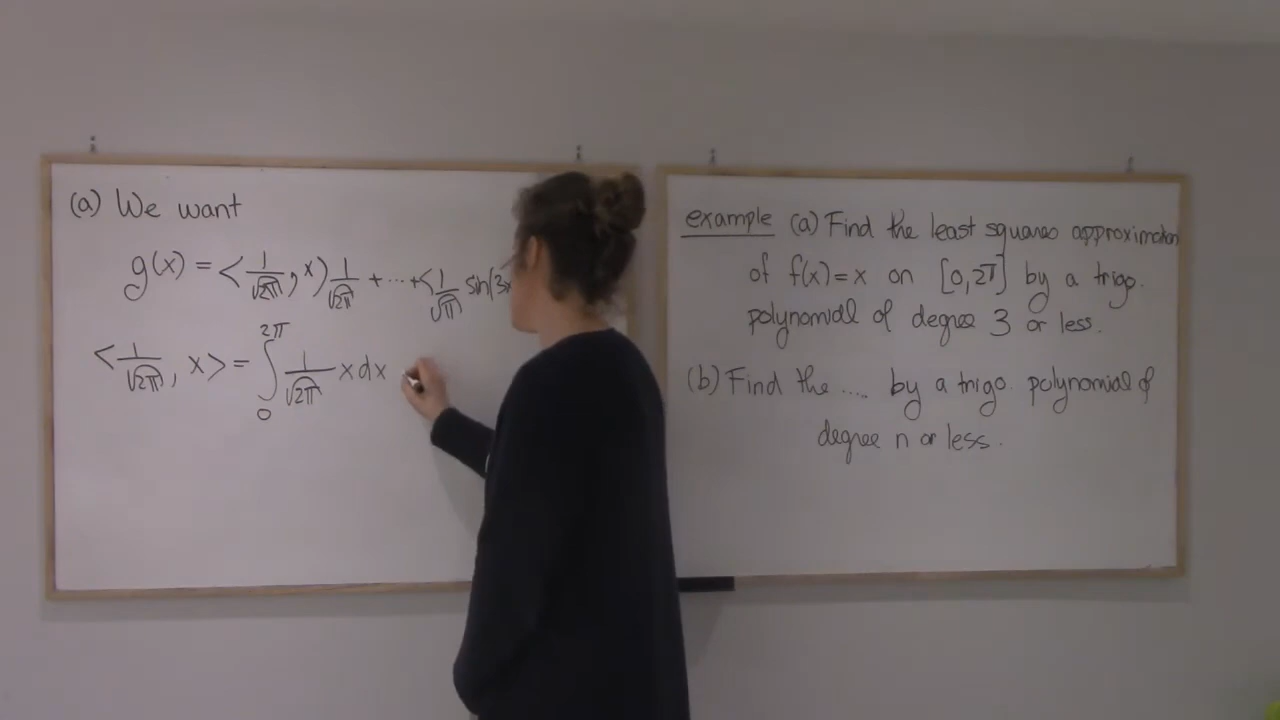 (a) We want
g(x) = <1/√2π, x> 1/√2π + ... + <1/√π sin(3x
<1/√2π, x> = ∫₀^2π 1/√2π x dx
example (a) Find the least squares approximation
of f(x) = x on [0, 2π] by a trigo.
polynomial of degree 3 or less.
(b) Find the .... by a trigo. polynomial of
degree n or less.